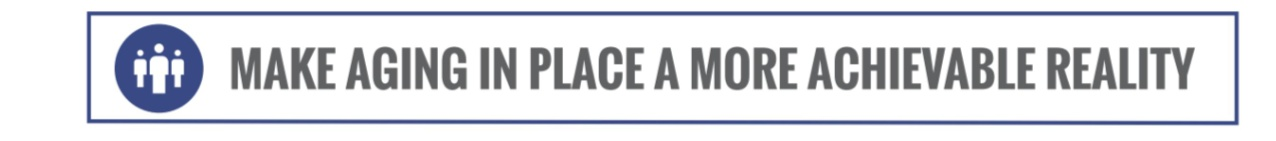 MAKE AGING IN PLACE A MORE ACHIEVABLE REALITY